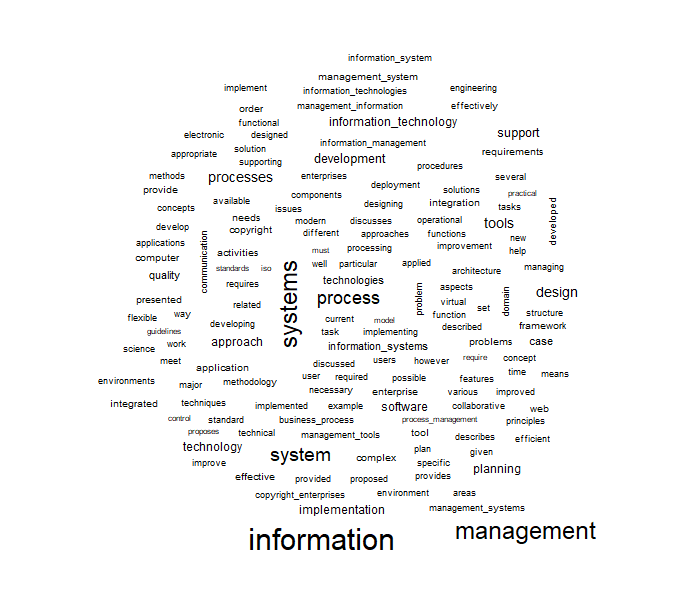 information_system
management_system
implement
information_technologies
engineering
order
management_information
effectively
functional
information_technology
electronic
designed
support
solution
information_management
appropriate
supporting
development
requirements
procedures
methods
processes
enterprises
several
provide
deployment
components
solutions
practical
available
designing
integration
tasks
concepts
issues
needs
modern
discusses
operational
tools
developed
develop
copyright
different
approaches
functions
new
applications
communication
activities
must
processing
improvement
help
computer
standards
iso
well
particular
applied
architecture
managing
quality
requires
systems
technologies
problem
aspects
domain
design
presented
related
process
virtual
set
structure
flexible
way
developing
current
model
function
framework
guidelines
task
implementing
described
science
work
approach
information_systems
problems
case
meet
application
discussed
users
however
require
concept
environments
major
methodology
user
required
possible
features
time
means
necessary
enterprise
various
improved
integrated
techniques
implemented
example
software
collaborative
web
control
standard
business_process
process_management
principles
proposes
technical
management_tools
tool
describes
efficient
technology
system
complex
plan
given
improve
specific
planning
effective
provided
proposed
provides
copyright_enterprises
environment
areas
implementation
management_systems
information
management